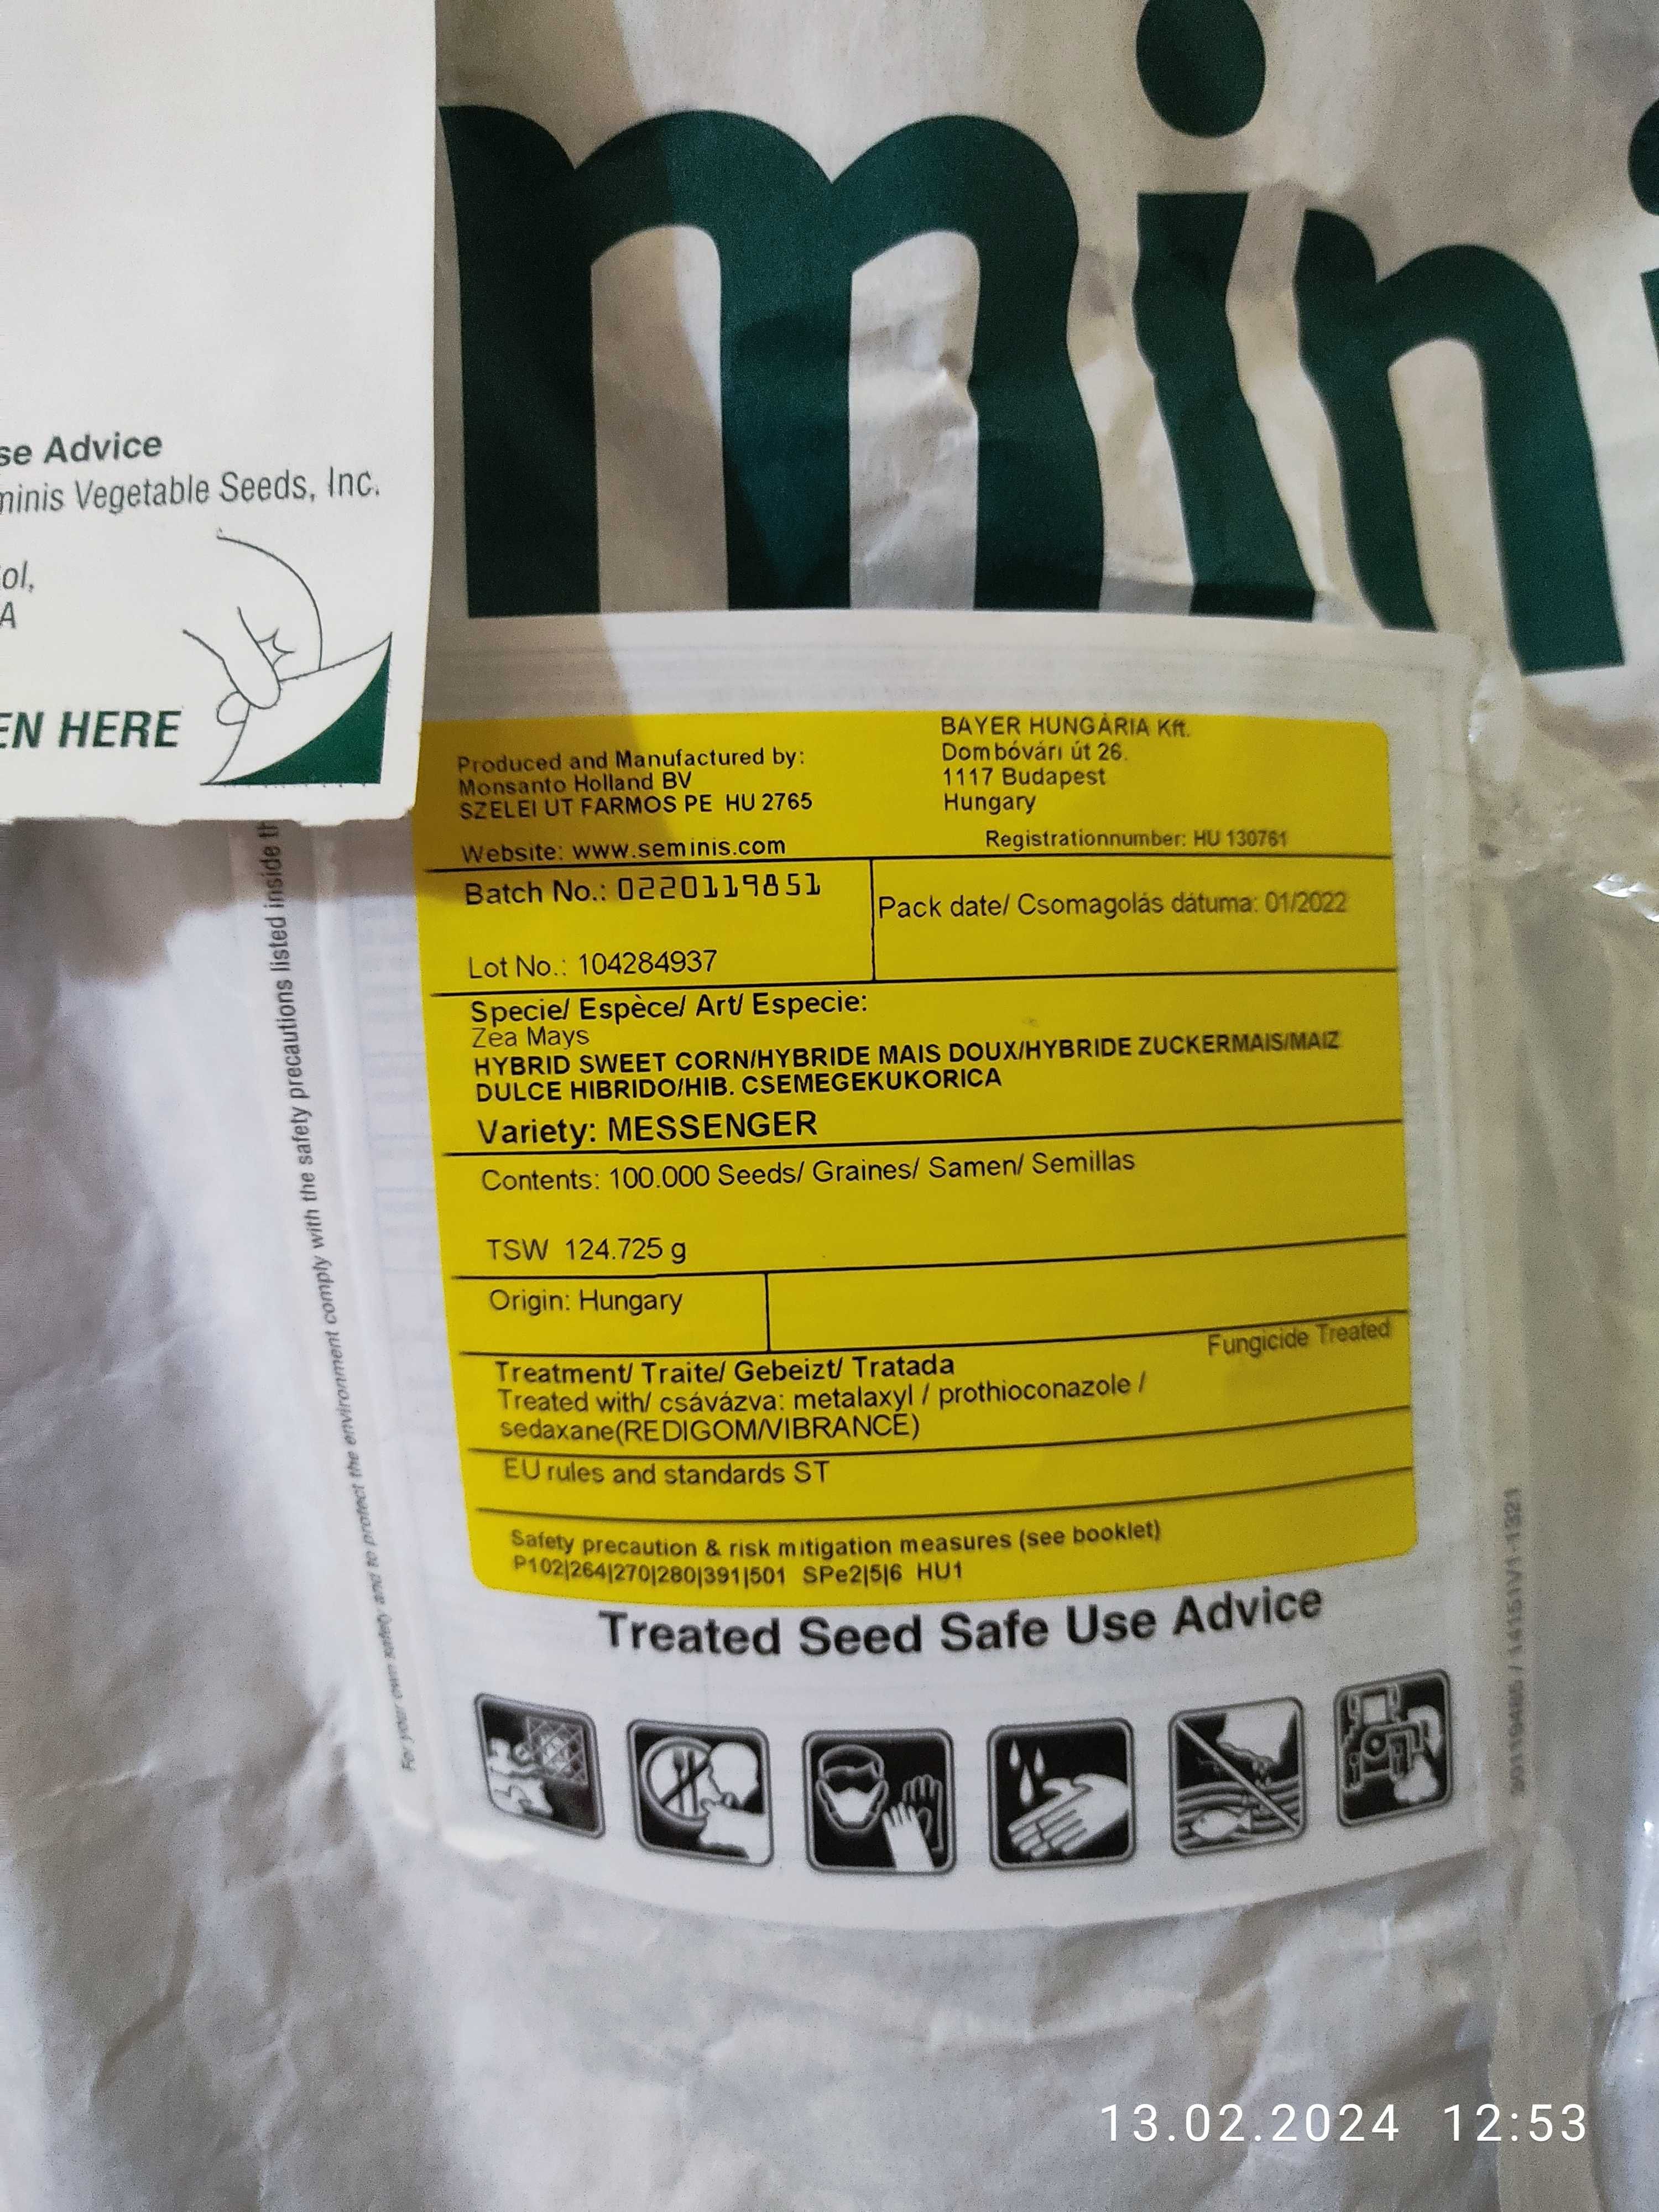 min
se Advice
minis Vegetable Seeds, Inc.
ol,
A
EN HERE
For your own safety and to protect the environment comply with the safety precautions listed inside th
Produced and Manufactured by:
Monsanto Holland BV
SZELEI UT FARMOS PE HU 2765
Website: www.seminis.com
BAYER HUNGÀRIA Kft.
Dombóvári út 26.
1117 Budapest
Hungary
Registrationnumber: HU 130761
Batch No.: 0220119851
Pack date/ Csomagolás dátuma: 01/2022
Lot No.: 104284937
Specie/ Espèce/ Art/ Especie:
Zea Mays
HYBRID SWEET CORN/HYBRIDE MAIS DOUX/HYBRIDE ZUCKERMAIS/MAIZ
DULCE HIBRIDO/HIB. CSEMEGEKUKORICA
Variety: MESSENGER
Contents: 100.000 Seeds/ Graines/ Samen/ Semillas
TSW 124.725 g
Origin: Hungary
Fungicide Treated
Treatment/ Traite/ Gebeizt/ Tratada
Treated with/ csávázva: metalaxyl / prothioconazole /
sedaxane(REDIGOM/VIBRANCE)
EU rules and standards ST
Safety precaution & risk mitigation measures (see booklet)
P102|264|270|280|391|501 SPe2|5|6 HU1
Treated Seed Safe Use Advice
13.02.2024 12:53